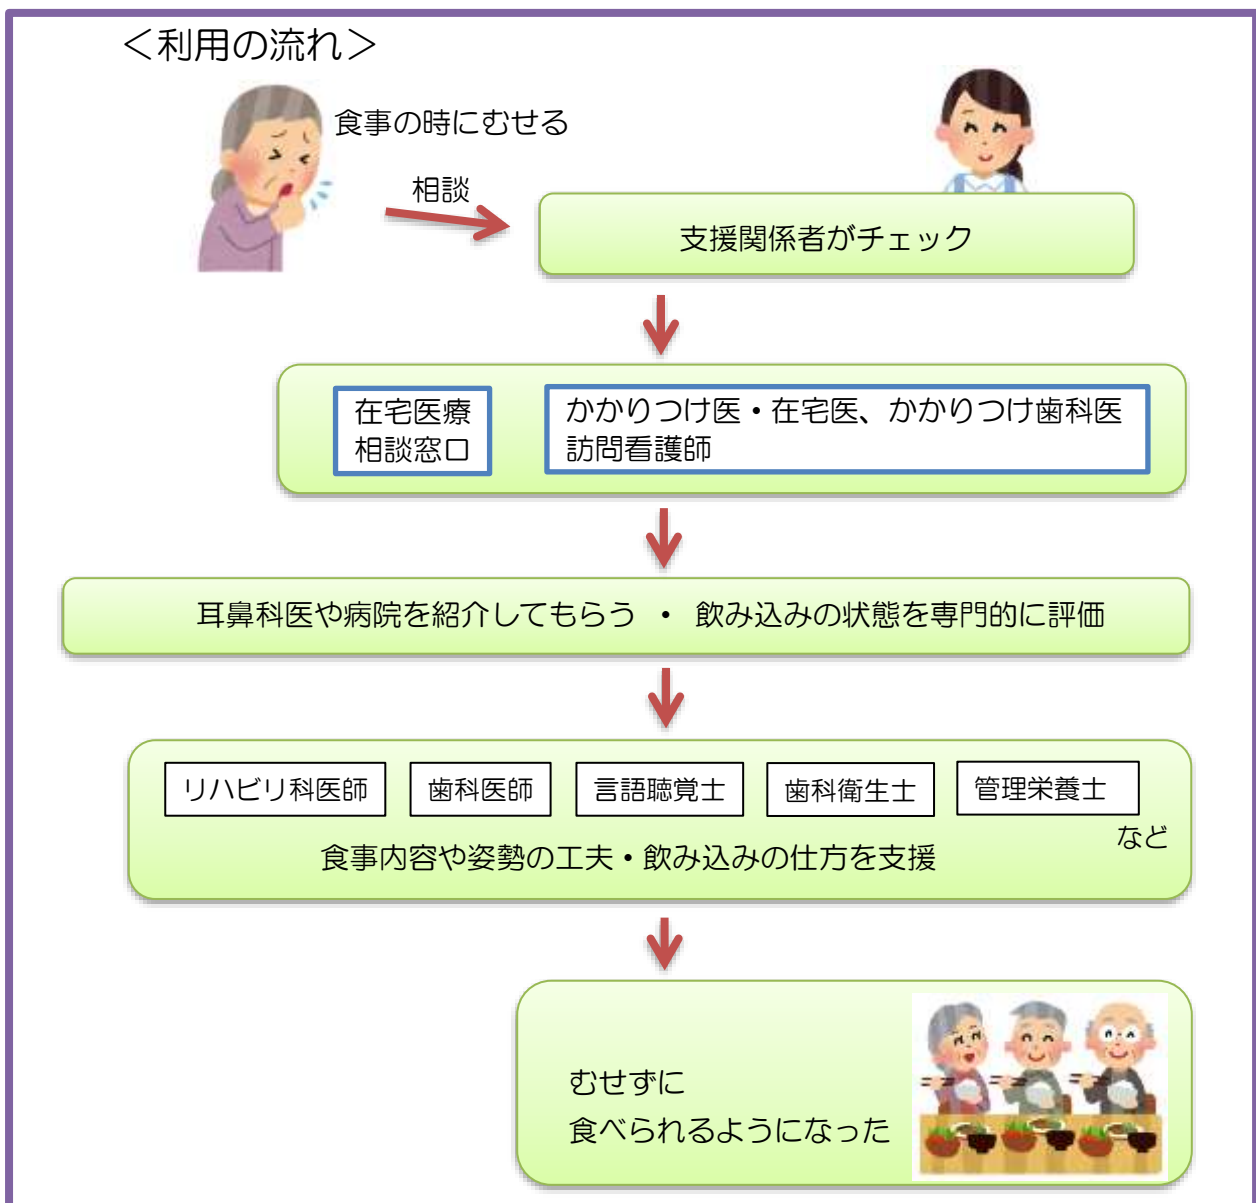 ＜利用の流れ＞
食事の時にむせる
相談
支援関係者がチェック
在宅医療
相談窓口
かかりつけ医・在宅医、かかりつけ歯科医
訪問看護師
耳鼻科医や病院を紹介してもらう ・ 飲み込みの状態を専門的に評価
リハビリ科医師
歯科医師
言語聴覚士
歯科衛生士
管理栄養士
など
食事内容や姿勢の工夫・飲み込みの仕方を支援
むせずに
食べられるようになった